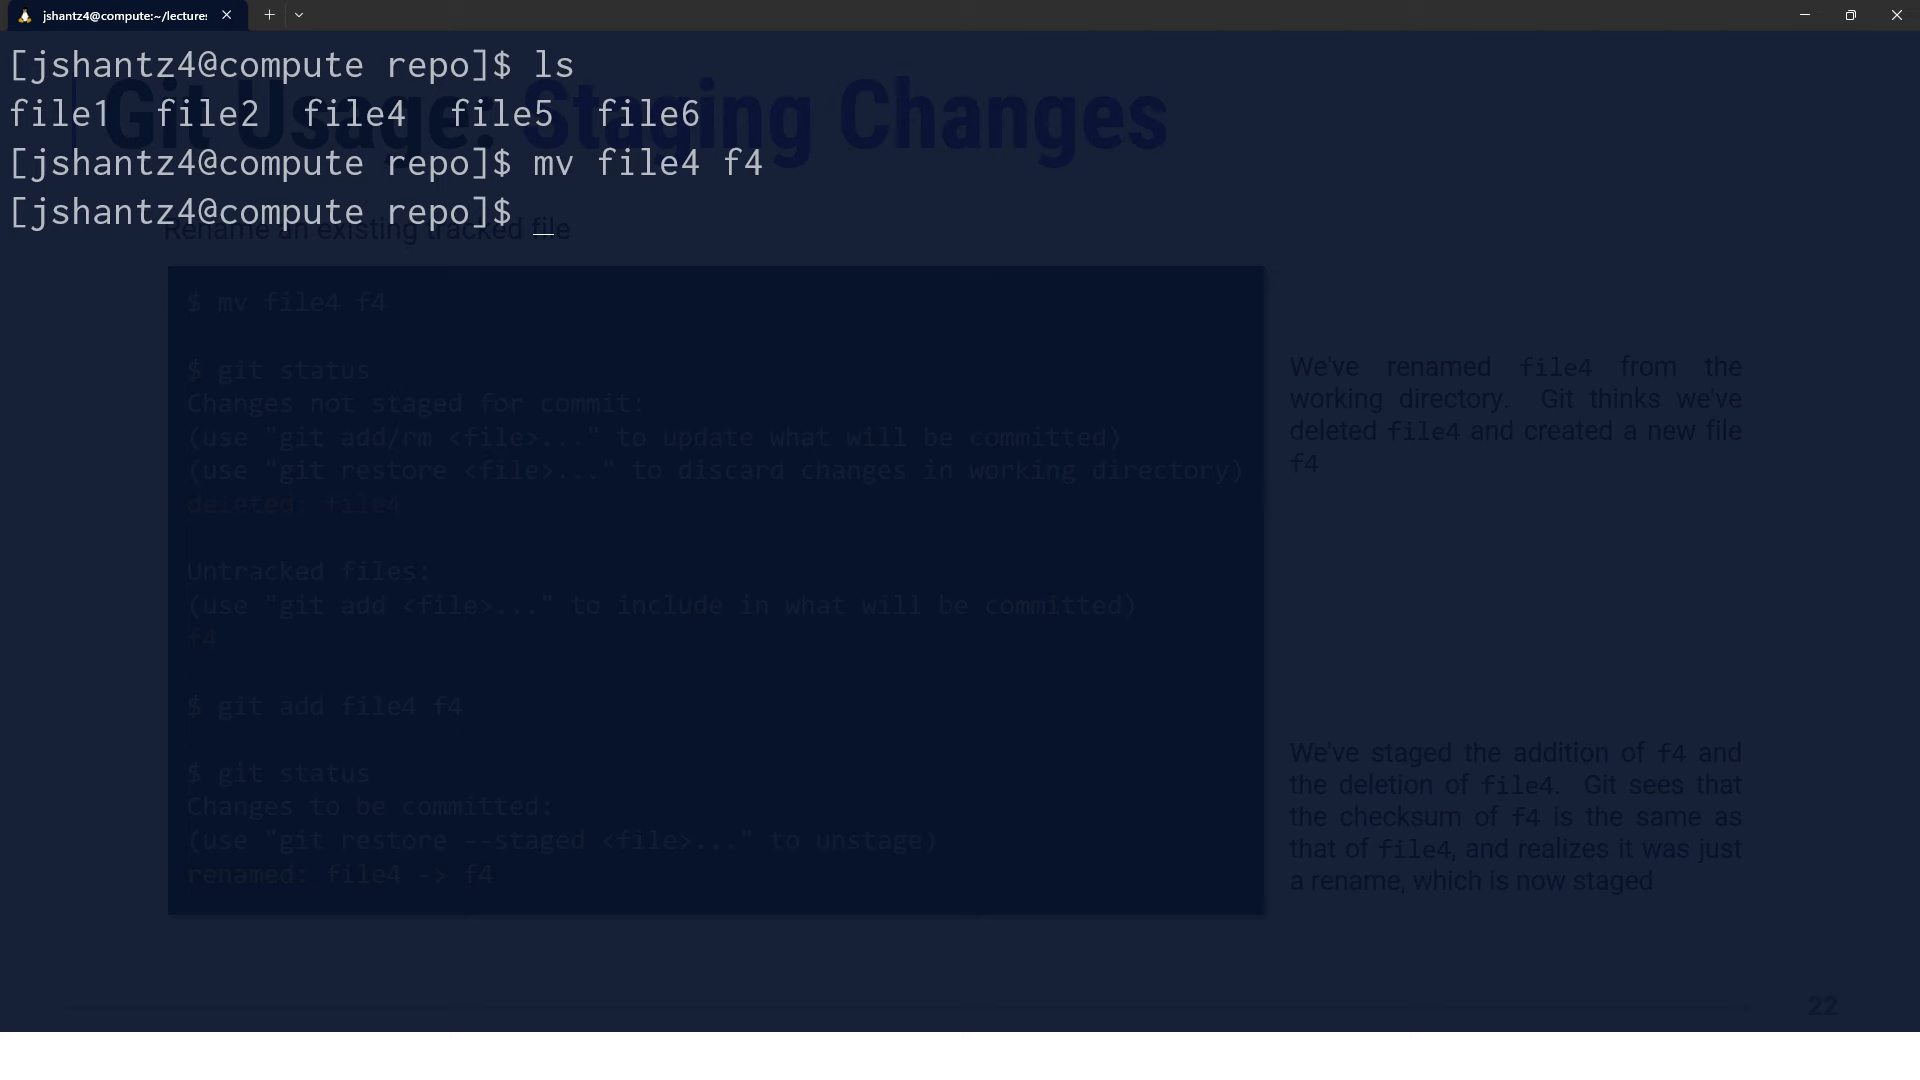 jshantz4@compute:~/lecture
[jshantz4@compute repo]$ ls
file1 file2 file4 file5 file6
[jshantz4@compute repo]$ mv file4 f4
[jshantz4@compute repo]$ _
Git Usage: Staging Changes
Rename an existing tracked file
$ mv file4 f4
$ git status
Changes not staged for commit:
(use "git add/rm <file>..." to update what will be committed)
(use "git restore <file>..." to discard changes in working directory)
deleted: file4
Untracked files:
(use "git add <file>..." to include in what will be committed)
f4
$ git add file4 f4
$ git status
Changes to be committed:
(use "git restore --staged <file>..." to unstage)
renamed: file4 -> f4
We've renamed file4 from the
working directory. Git thinks we've
deleted file4 and created a new file
f4
We've staged the addition of f4 and
the deletion of file4. Git sees that
the checksum of f4 is the same as
that of file4, and realizes it was just
a rename, which is now staged
22